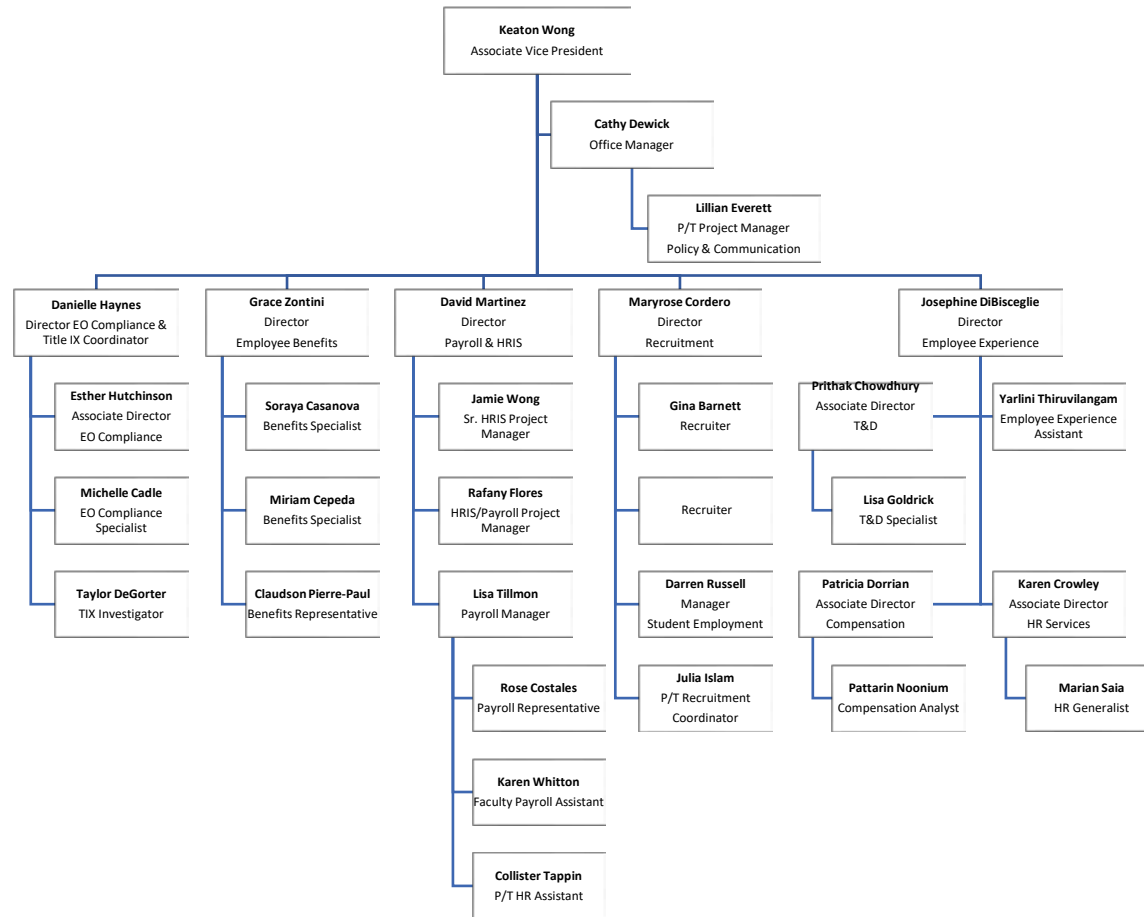 Keaton Wong
Associate Vice President
Cathy Dewick
Office Manager
Lillian Everett
P/T Project Manager
Policy & Communication
Danielle Haynes
Director EO Compliance &
Title IX Coordinator
Grace Zontini
Director
Employee Benefits
David Martinez
Director
Payroll & HRIS
Maryrose Cordero
Director
Recruitment
Josephine DiBisceglie
Director
Employee Experience
Esther Hutchinson
Associate Director
EO Compliance
Soraya Casanova
Benefits Specialist
Jamie Wong
Sr. HRIS Project
Manager
Gina Barnett
Recruiter
Prithak Chowdhury
Associate Director
T&D
Yarlini Thiruvilangam
Employee Experience
Assistant
Michelle Cadle
EO Compliance
Specialist
Miriam Cepeda
Benefits Specialist
Rafany Flores
HRIS/Payroll Project
Manager
Recruiter
Lisa Goldrick
T&D Specialist
Taylor DeGorter
TIX Investigator
Claudson Pierre-Paul
Benefits Representative
Lisa Tillmon
Payroll Manager
Darren Russell
Manager
Student Employment
Patricia Dorrian
Associate Director
Compensation
Karen Crowley
Associate Director
HR Services
Rose Costales
Payroll Representative
Julia Islam
P/T Recruitment
Coordinator
Pattarin Noonium
Compensation Analyst
Marian Saia
HR Generalist
Karen Whitton
Faculty Payroll Assistant
Collister Tappin
P/T HR Assistant